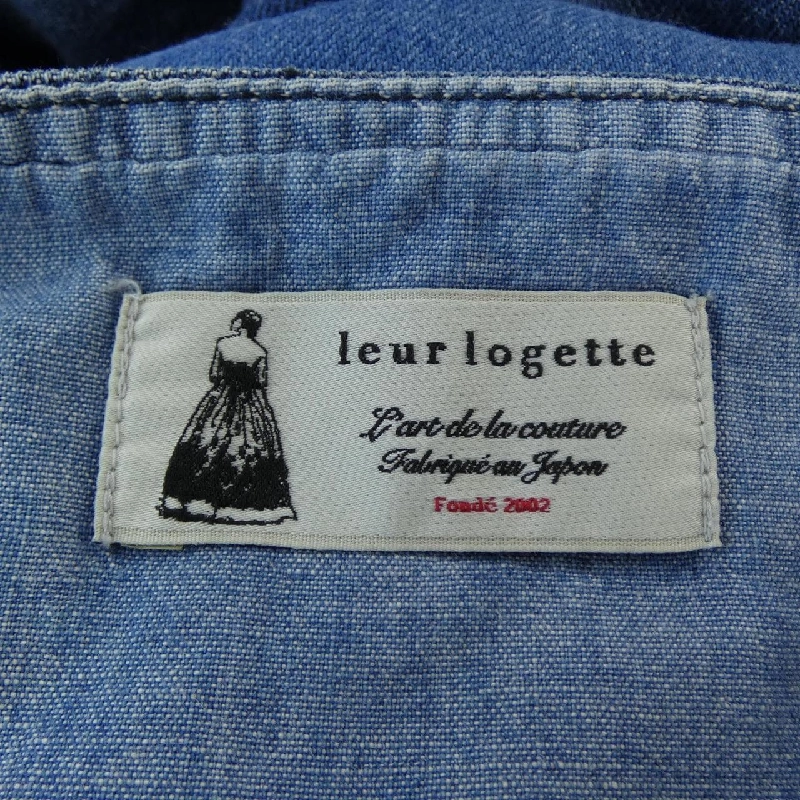 leur logette
L'art de la couture
Fabriqué au Japon
Fondé 2002